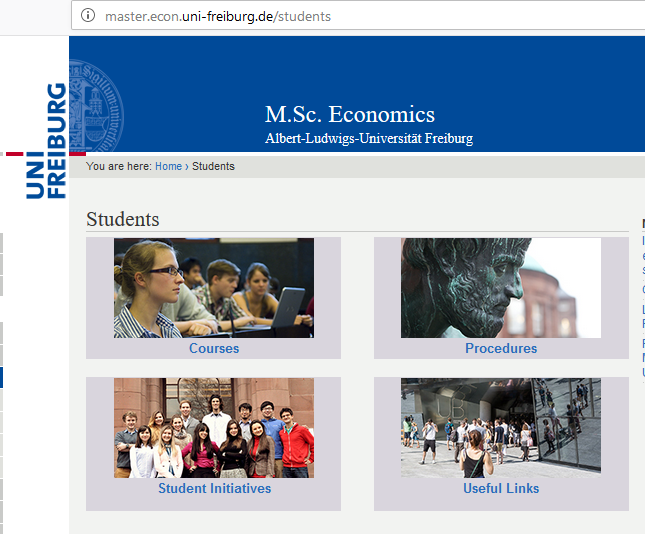 master.econ.uni-freiburg.de/students
UNI
FREIBURG
M.Sc. Economics
Albert-Ludwigs-Universität Freiburg
You are here: Home › Students
Students
Courses
Procedures
UB
Student Initiatives
Useful Links